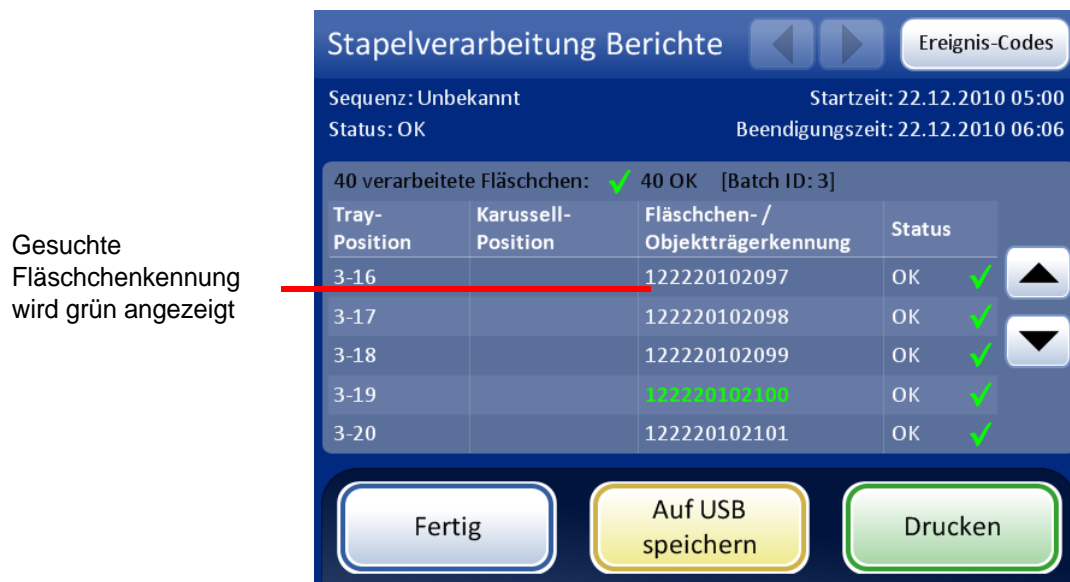 Stapelverarbeitung Berichte
Ereignis-Codes
Sequenz: Unbekannt
Startzeit: 22.12.2010 05:00
Status: OK
Beendigungszeit: 22.12.2010 06:06
40 verarbeitete Fläschchen: ✓ 40 OK [Batch ID: 3]
Tray-Position
Karussell-Position
Fläschchen- / Objektträgerkennung
Status
3-16 122220102097 OK ✓
3-17 122220102098 OK ✓
3-18 122220102099 OK ✓
3-19 122220102100 OK ✓
3-20 122220102101 OK ✓
Gesuchte
Fläschchenkennung
wird grün angezeigt
Fertig
Auf USB
speichern
Drucken